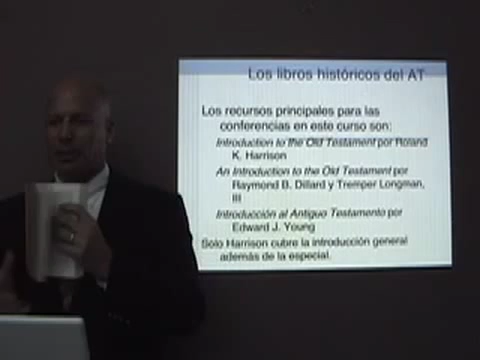 Los libros históricos del AT
Los recursos principales para las
conferencias en este curso son:
Introduction to the Old Testament por Roland
K. Harrison
An Introduction to the Old Testament por
Raymond B. Dillard y Tremper Longman,
III
Introducción al Antiguo Testamento por
Edward J. Young
Solo Harrison cubre la introducción general
además de la especial.